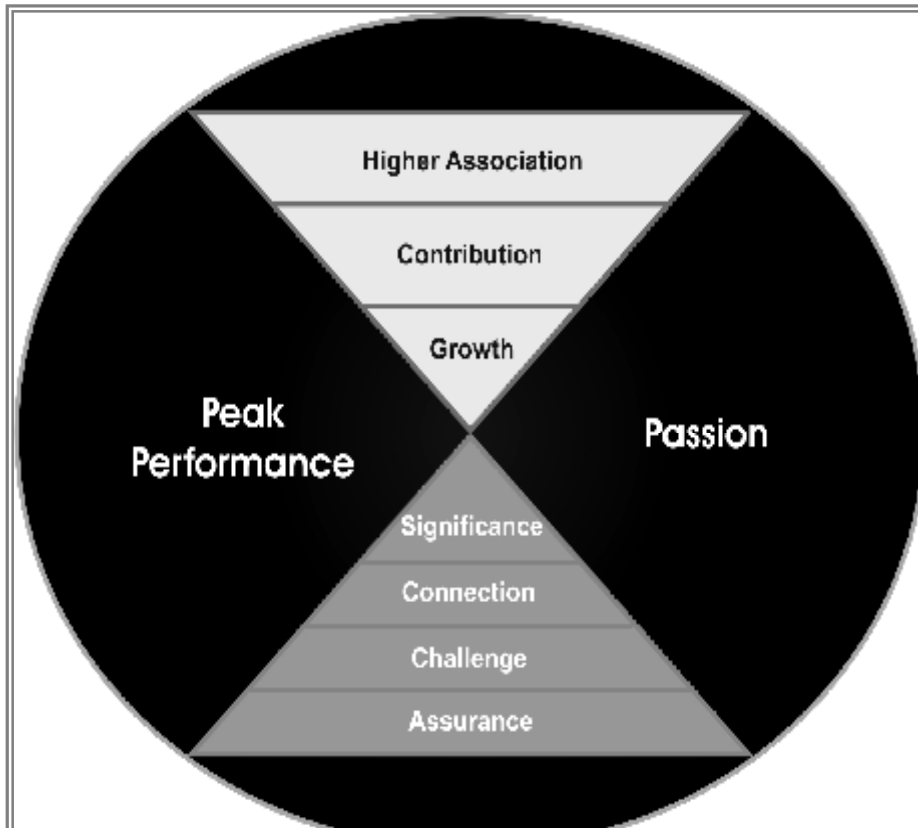 Higher Association
Contribution
Growth
Peak
Performance
Passion
Significance
Connection
Challenge
Assurance